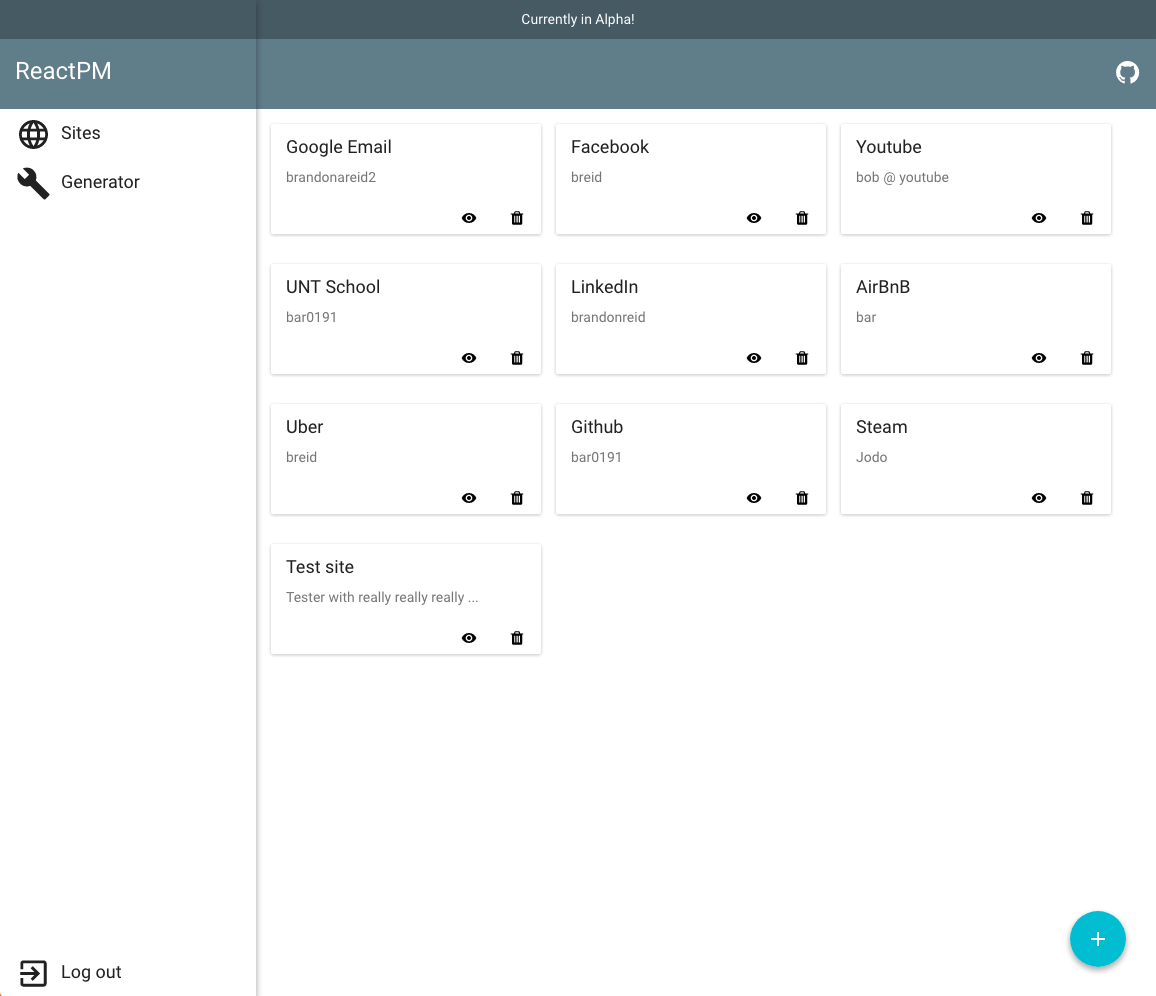 Currently in Alpha!
ReactPM
Sites
Generator
Google Email
brandonareid2
Facebook
breid
Youtube
bob @ youtube
UNT School
bar0191
LinkedIn
brandonreid
AirBnB
bar
Uber
breid
Github
bar0191
Steam
Jodo
Test site
Tester with really really really ...
Log out